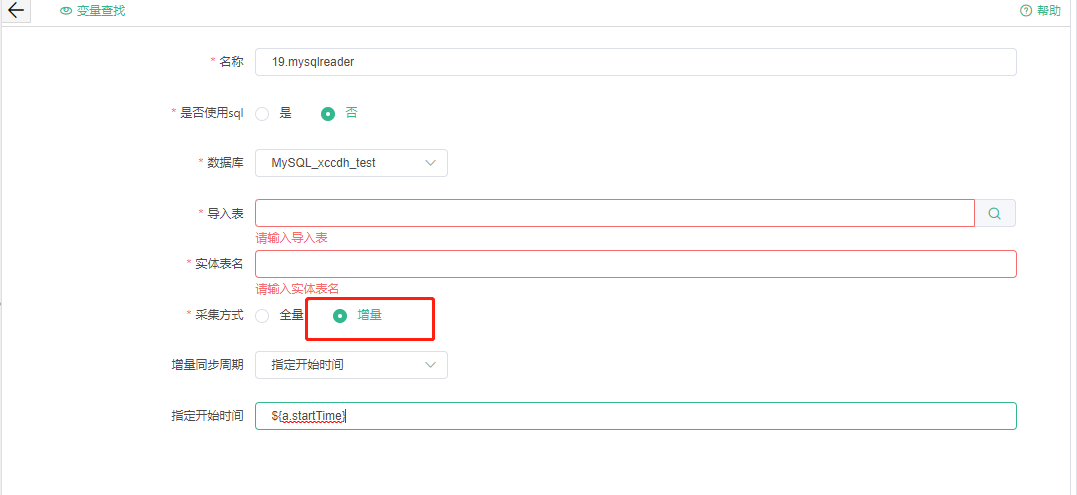 变量查找
帮助
* 名称 19.mysqlreader
* 是否使用sql 是 否
* 数据库 MySQL_xccdh_test
* 导入表
请输入导入表
* 实体表名
请输入实体表名
* 采集方式 全量 增量
增量同步周期 指定开始时间
指定开始时间 ${a.startTime}